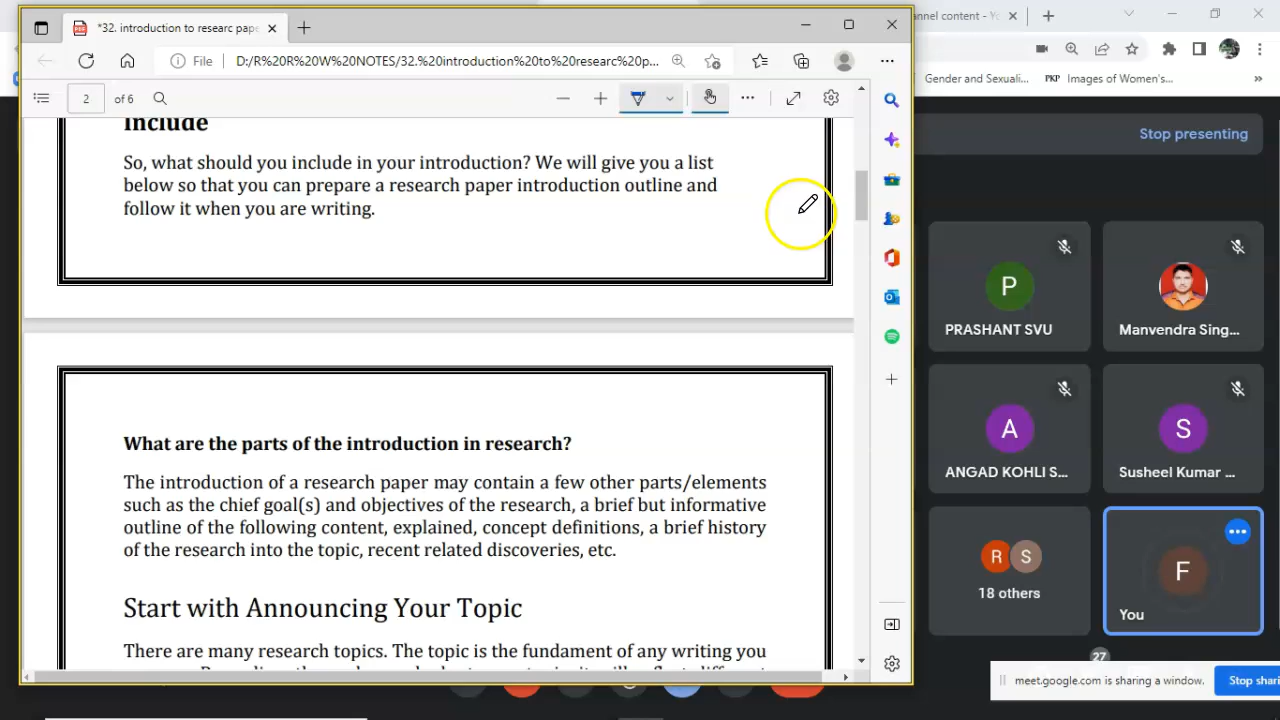 *32. introduction to researc pape
annel content - Yo
File
D:/R%20R%20W%20NOTES/32.%20introduction%20to%20researc%20p...
Gender and Sexuali...
PKP Images of Women's...
2 of 6
Stop presenting
Include
So, what should you include in your introduction? We will give you a list
below so that you can prepare a research paper introduction outline and
follow it when you are writing.
What are the parts of the introduction in research?
The introduction of a research paper may contain a few other parts/elements
such as the chief goal(s) and objectives of the research, a brief but informative
outline of the following content, explained, concept definitions, a brief history
of the research into the topic, recent related discoveries, etc.
Start with Announcing Your Topic
There are many research topics. The topic is the fundament of any writing you
P
PRASHANT SVU
Manvendra Sing...
A
ANGAD KOHLI S...
S
Susheel Kumar ...
R S
18 others
F
You
27
meet.google.com is sharing a window.
Stop shari